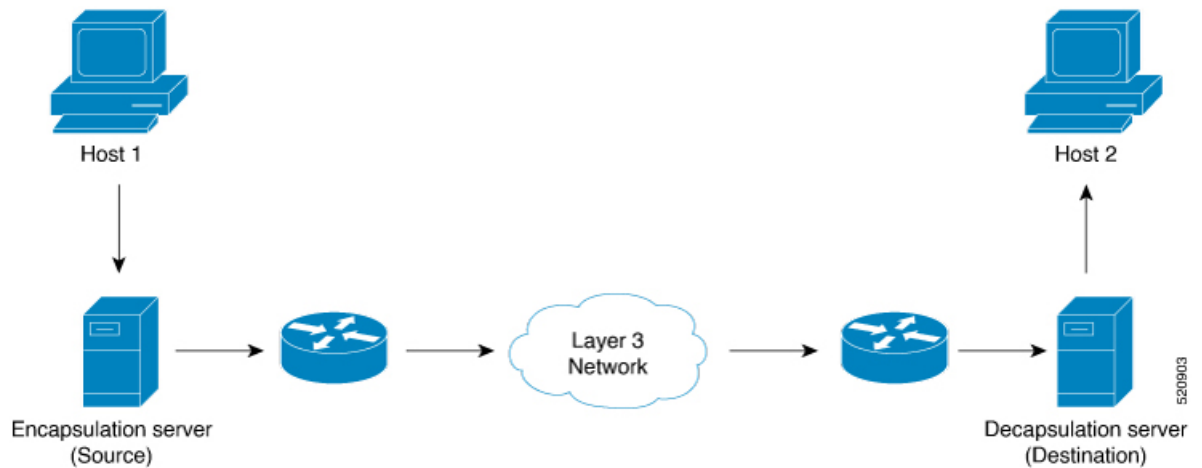 Host 1
Host 2
Layer 3
Network
Encapsulation server
(Source)
Decapsulation server
(Destination)
520903